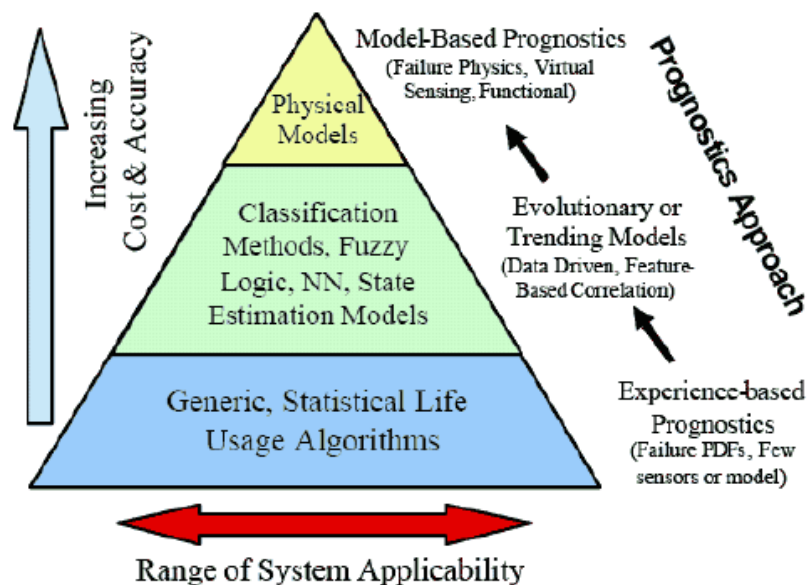 Increasing
Cost & Accuracy
Physical
Models
Classification
Methods, Fuzzy
Logic, NN, State
Estimation Models
Generic, Statistical Life
Usage Algorithms
Range of System Applicability
Model-Based Prognostics
(Failure Physics, Virtual
Sensing, Functional)
Evolutionary or
Trending Models
(Data Driven, Feature-
Based Correlation)
Experience-based
Prognostics
(Failure PDFs, Few
sensors or model)
Prognostics Approach